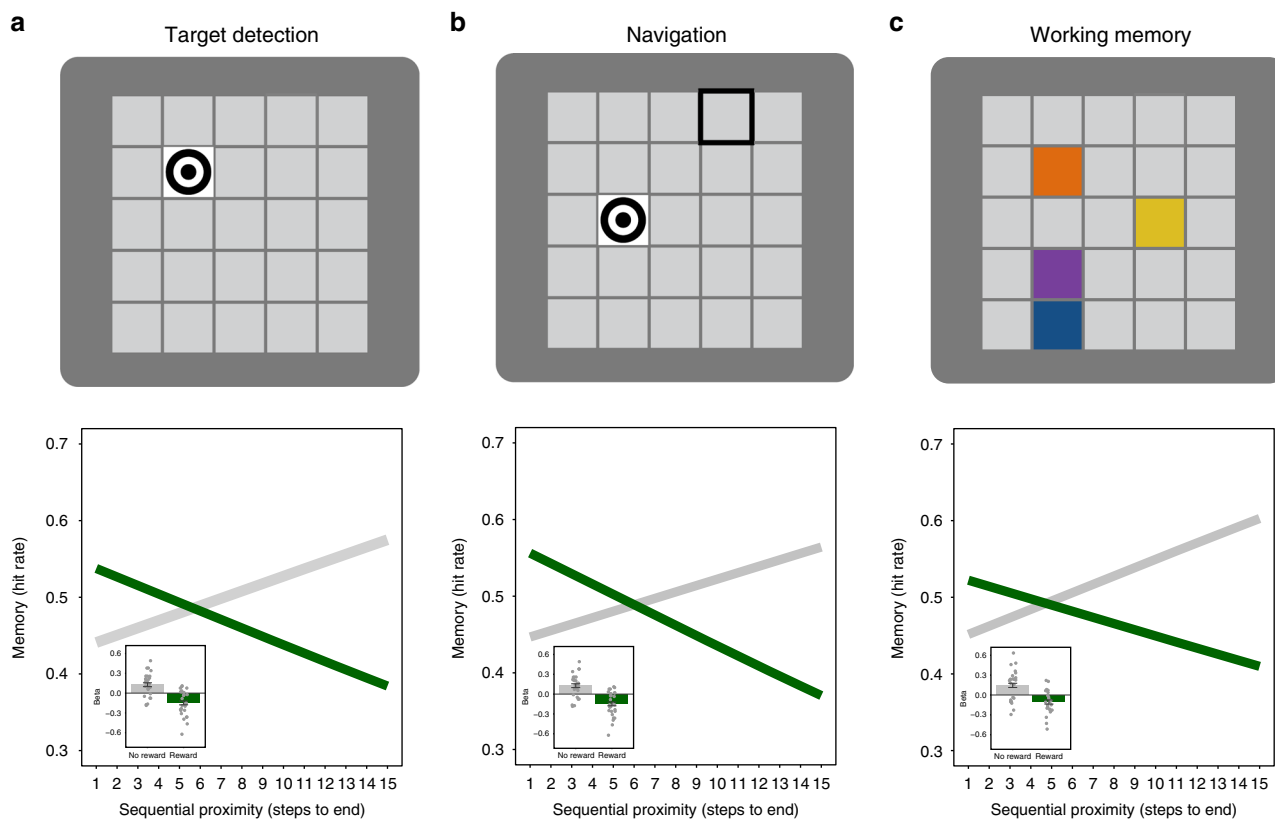 a
Target detection
b
Navigation
c
Working memory
Memory (hit rate)
0.7
0.6
0.5
0.4
0.3
Beta
0.6
0.3
0.0
−0.3
−0.6
No reward Reward
1 2 3 4 5 6 7 8 9 10 11 12 13 14 15
Sequential proximity (steps to end)
Memory (hit rate)
0.7
0.6
0.5
0.4
0.3
Beta
0.6
0.3
0.0
−0.3
−0.6
No reward Reward
1 2 3 4 5 6 7 8 9 10 11 12 13 14 15
Sequential proximity (steps to end)
Memory (hit rate)
0.7
0.6
0.5
0.4
0.3
Beta
0.6
0.3
0.0
−0.3
−0.6
No reward Reward
1 2 3 4 5 6 7 8 9 10 11 12 13 14 15
Sequential proximity (steps to end)